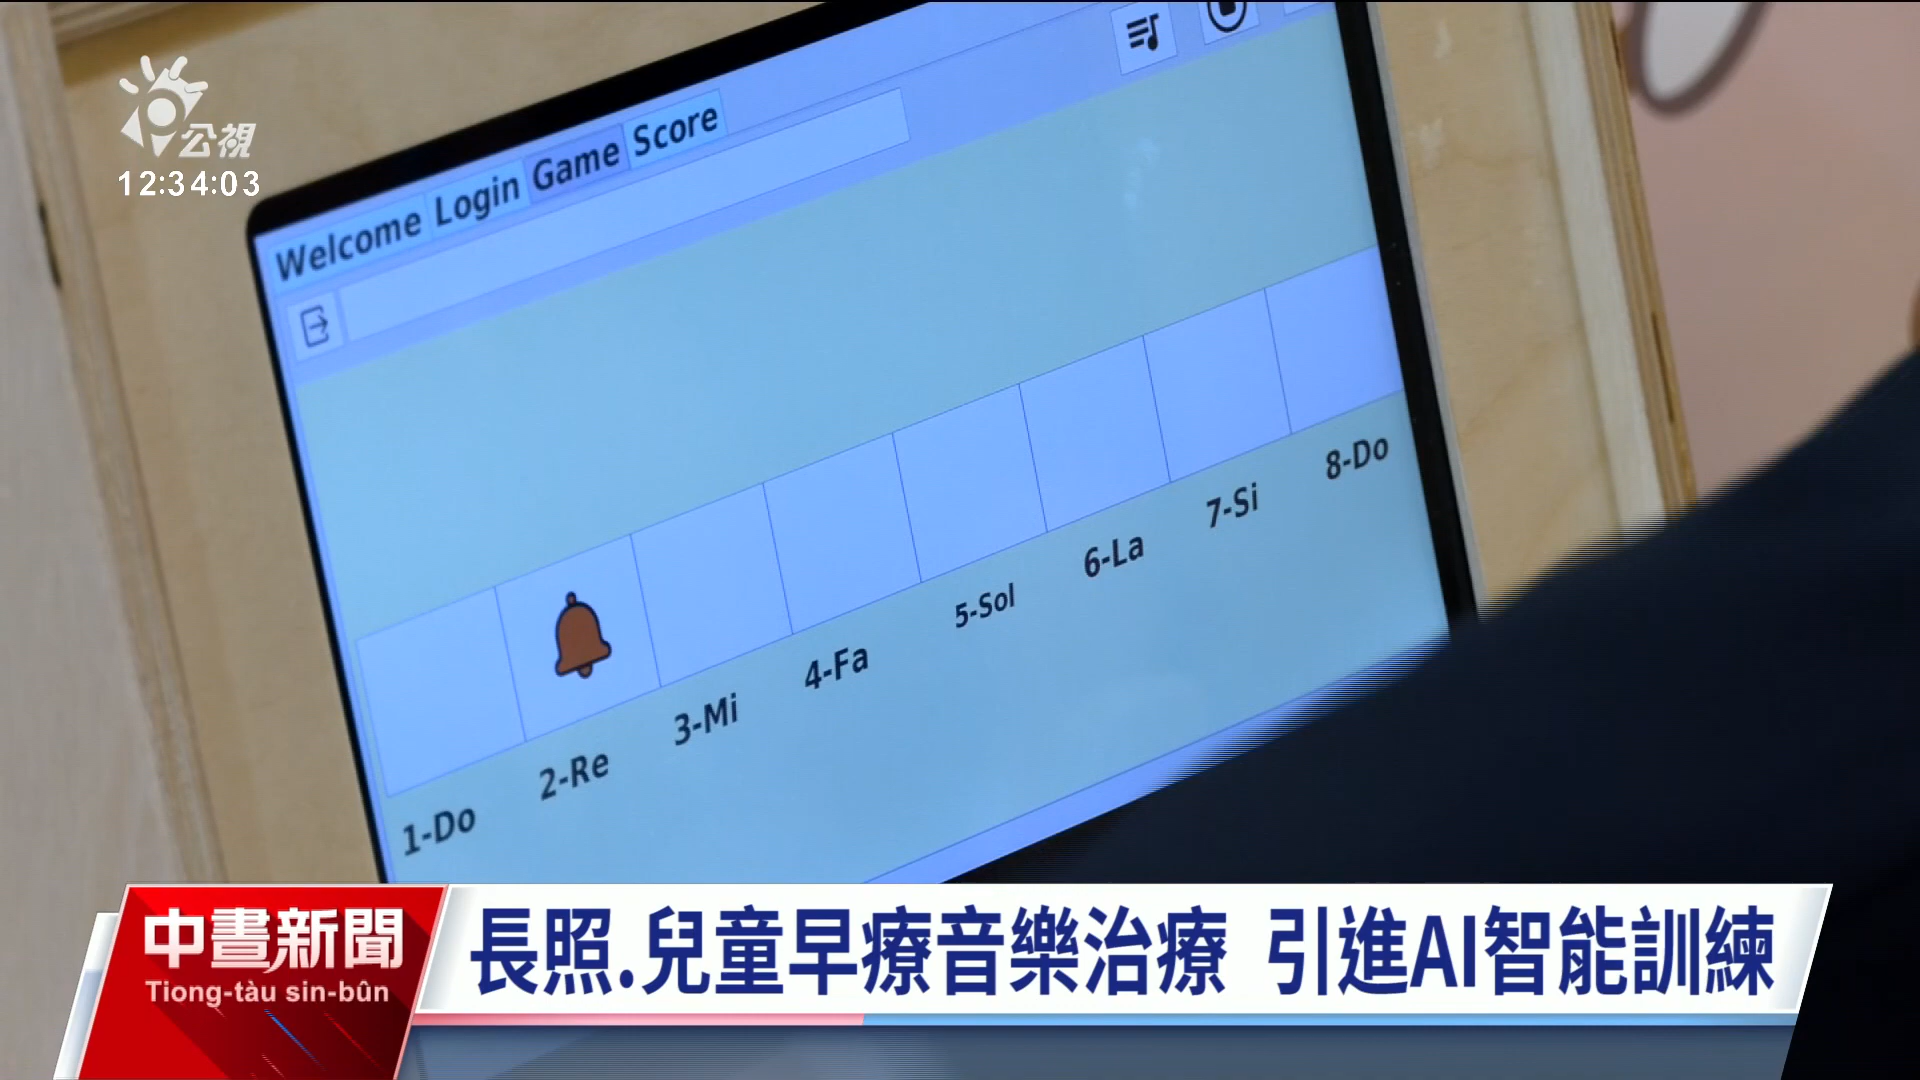 公視
12:34:03
Welcome Login Game Score
1-Do 2-Re 3-Mi 4-Fa 5-Sol 6-La 7-Si 8-Do
中晝新聞
Tiong-tàu sin-bûn
長照.兒童早療音樂治療 引進AI智能訓練